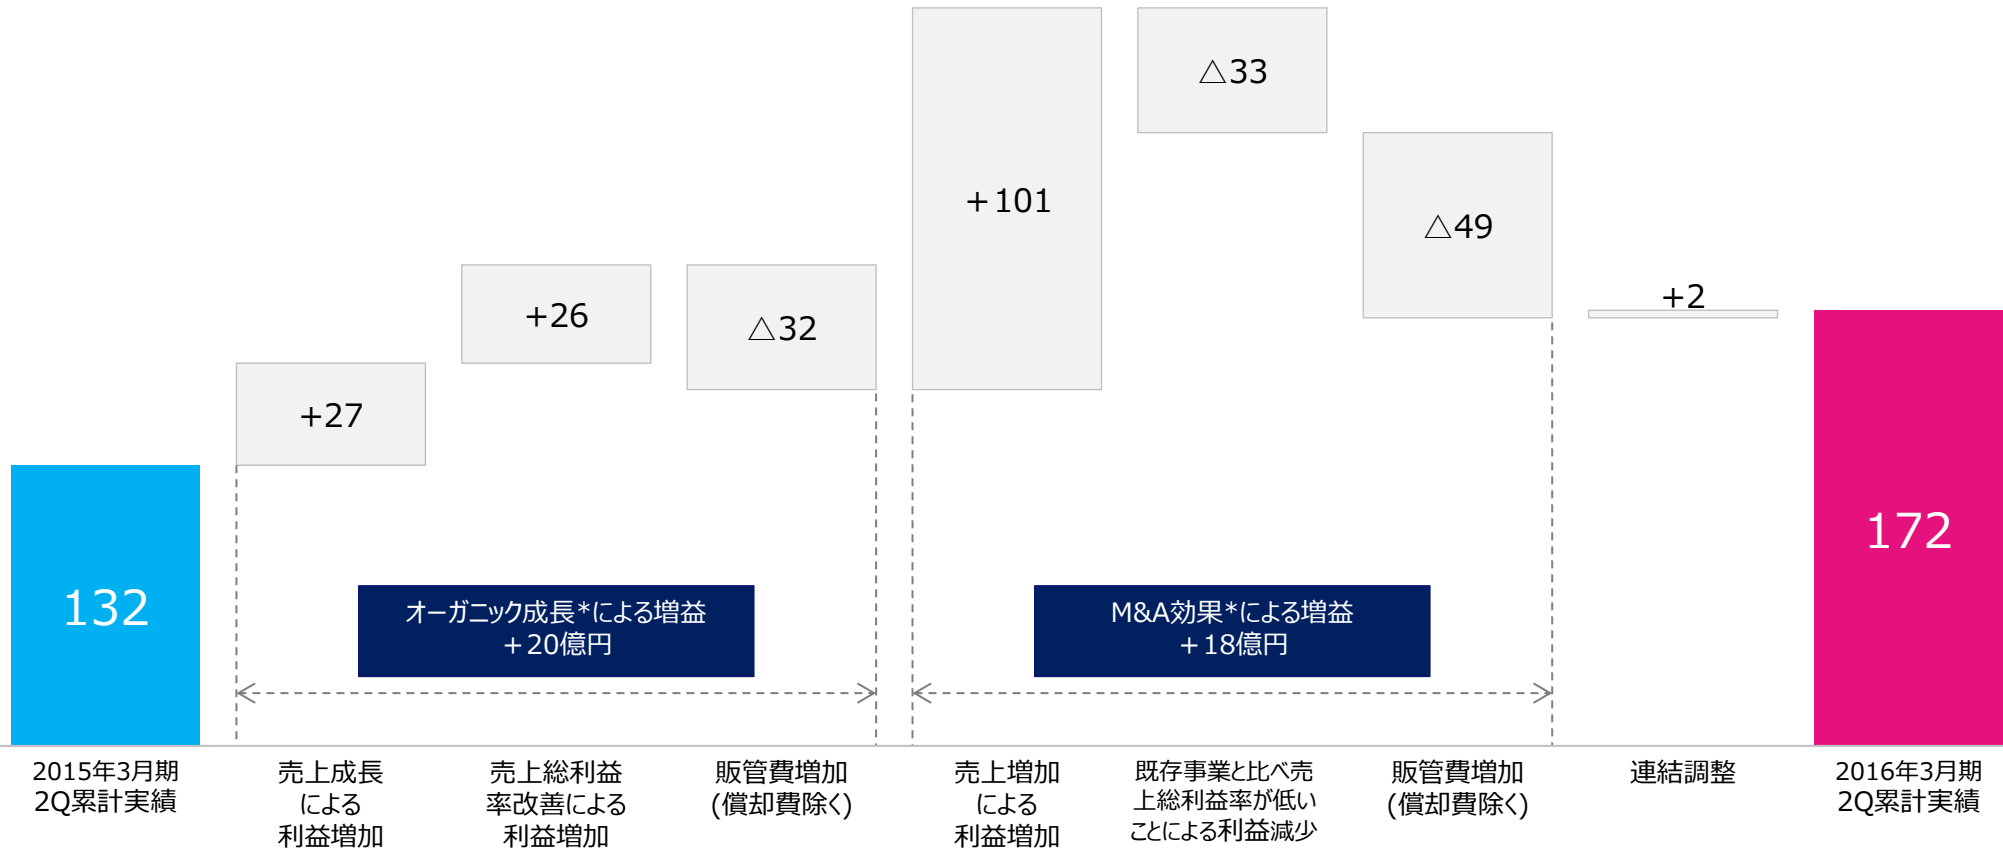 132
+27
+26
△32
＋101
△33
△49
+2
172
オーガニック成長*による増益
＋20億円
M&A効果*による増益
＋18億円
2015年3月期
2Q累計実績
売上成長
による
利益増加
売上総利益
率改善による
利益増加
販管費増加
(償却費除く)
売上増加
による
利益増加
既存事業と比べ売
上総利益率が低い
ことによる利益減少
販管費増加
(償却費除く)
連結調整
2016年3月期
2Q累計実績